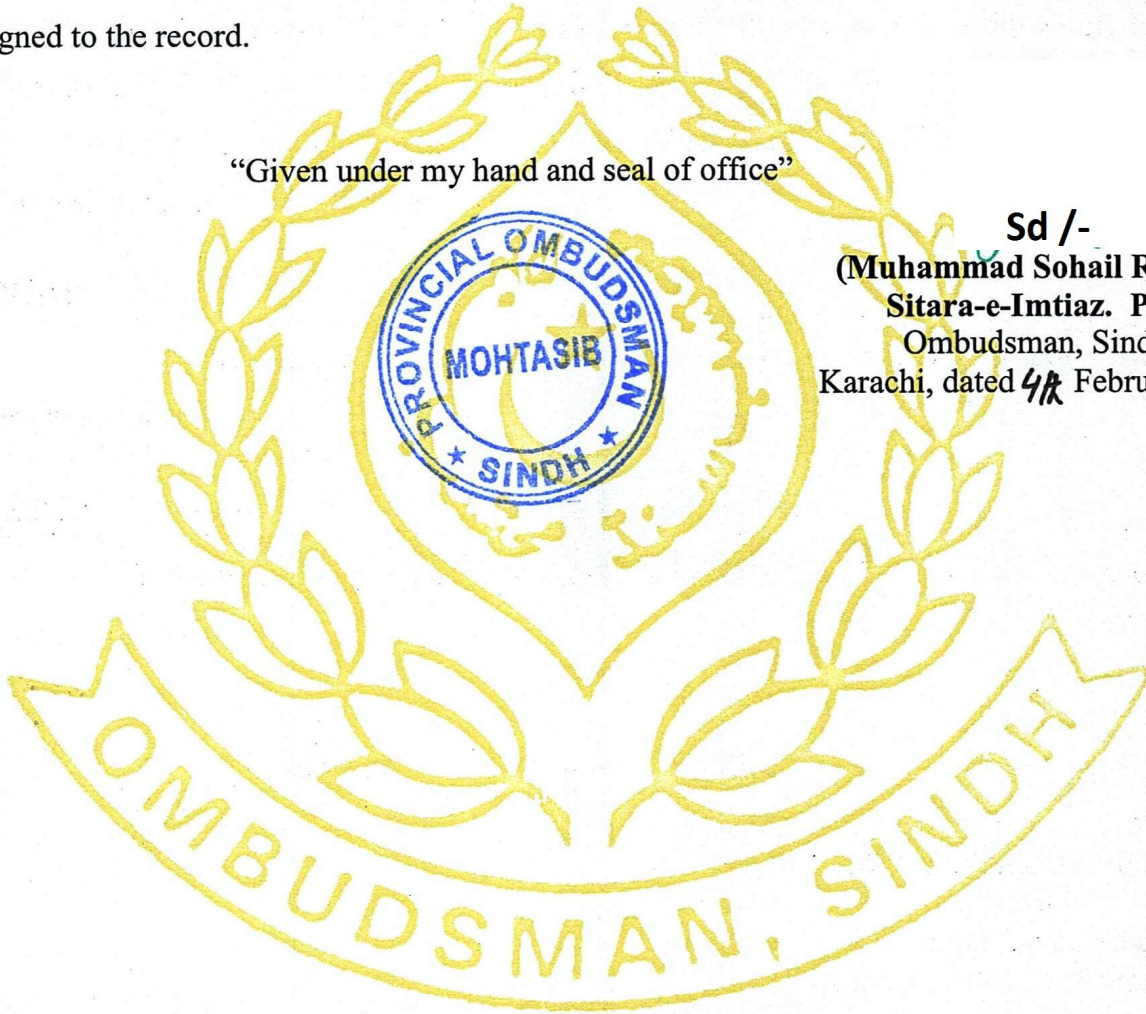 gned to the record.
“Given under my hand and seal of office”
Sd /-
(Muhammad Sohail R
Sitara-e-Imtiaz. P
Ombudsman, Sind
Karachi, dated 4th Febru
PROVINCIAL OMBUDSMAN
MOHTASIB
★ SINDH ★
OMBUDSMAN, SINDH